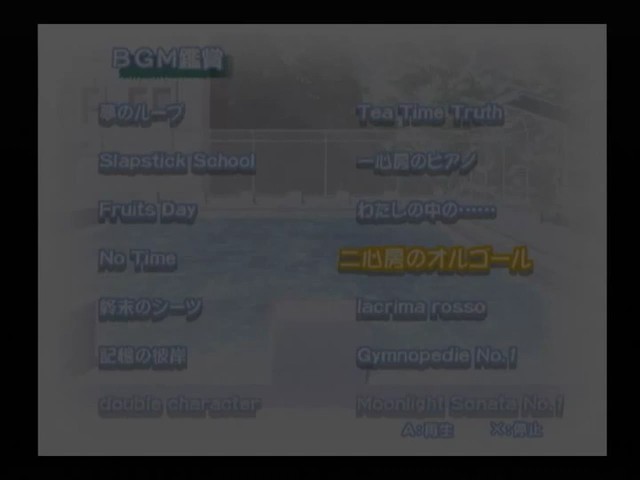 BGM鑑賞
夢のループ
Tea Time Truth
Slapstick School
一心房のピアノ
Fruits Day
わたしの中の……
No Time
二心房のオルゴール
終末のシーツ
lacrima rosso
記憶の彼岸
Gymnopedie No.1
double character
Moonlight Sonata No.1
A:再生 X:停止